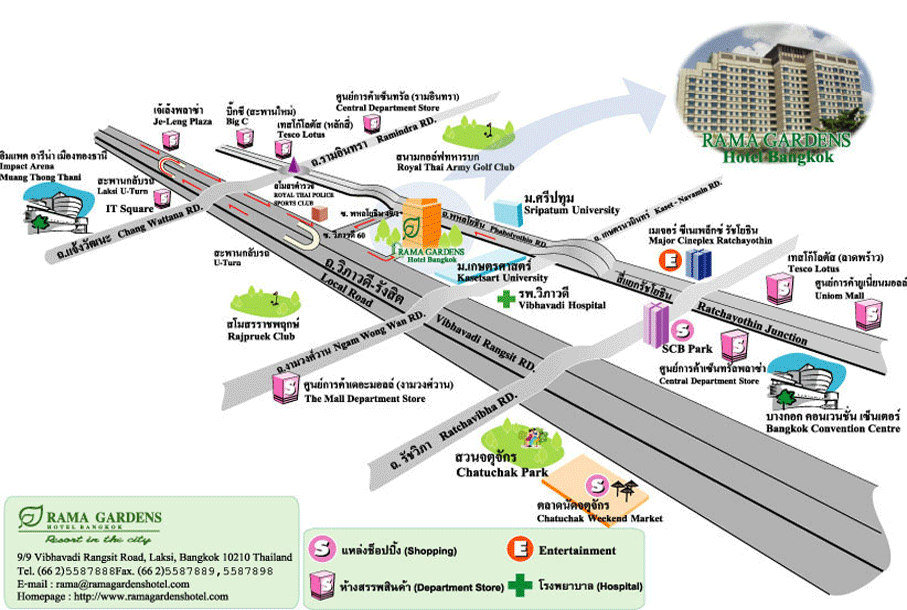 RAMA GARDENS
Hotel Bangkok
เจ๊เล้งพลาซ่า
Je-Leng Plaza
บิ๊กซี (สะพานใหม่)
Big C
เทสโก้โลตัส (หลักสี่)
Tesco Lotus
ศูนย์การค้าเซ็นทรัล (รามอินทรา)
Central Department Store
ถ.รามอินทรา Ramindra RD.
สนามกอล์ฟทหารบก
Royal Thai Army Golf Club
อิมแพค อารีน่า เมืองทองธานี
Impact Arena
Muang Thong Thani
สะพานกลับรถ
Laksi U-Turn
IT Square
ถ.แจ้งวัฒนะ Chang Wattana RD.
สโมสรตำรวจ
ROYAL THAI POLICE
SPORTS CLUB
ซ. พหลโยธิน 49/1
ซ. วิภาวดี 60
RAMA GARDENS
Hotel Bangkok
ถ.พหลโยธิน Phaholyothin RD.
ม.ศรีปทุม
Sripatum University
ถ.เกษตรนวมินทร์ Kaset - Nawamin RD.
เมเจอร์ ซีเนเพล็กซ์ รัชโยธิน
Major Cineplex Ratchayothin
E
เทสโก้โลตัส (ลาดพร้าว)
Tesco Lotus
ศูนย์การค้ายูเนี่ยนมอลล์
Uniom Mall
สะพานกลับรถ
U-Turn
ถ.วิภาวดี-รังสิต
Local Road
Vibhavadi Rangsit RD.
ม.เกษตรศาสตร์
Kasetsart University
รพ.วิภาวดี
Vibhavadi Hospital
สี่แยกรัชโยธิน
Ratchayothin Junction
สโมสรราชพฤกษ์
Rajpruek Club
ถ.งามวงศ์วาน Ngam Wong Wan RD.
S
SCB Park
ศูนย์การค้าเซ็นทรัลพลาซ่า
Central Department Store
ศูนย์การค้าเดอะมอลล์ (งามวงศ์วาน)
The Mall Department Store
บางกอก คอนเวนชั่น เซ็นเตอร์
Bangkok Convention Centre
ถ. รัชวิภา Ratchavibha RD.
สวนจตุจักร
Chatuchak Park
S
ตลาดนัดจตุจักร
Chatuchak Weekend Market
RAMA GARDENS
HOTEL BANGKOK
Resort in the city
9/9 Vibhavadi Rangsit Road, Laksi, Bangkok 10210 Thailand
Tel. (66 2)5587888Fax. (66 2)5587889,5587898
E-mail : rama@ramagardenshotel.com
Homepage : http://www.ramagardenshotel.com
S แหล่งช็อปปิ้ง (Shopping)
E Entertainment
S ห้างสรรพสินค้า (Department Store)
โรงพยาบาล (Hospital)